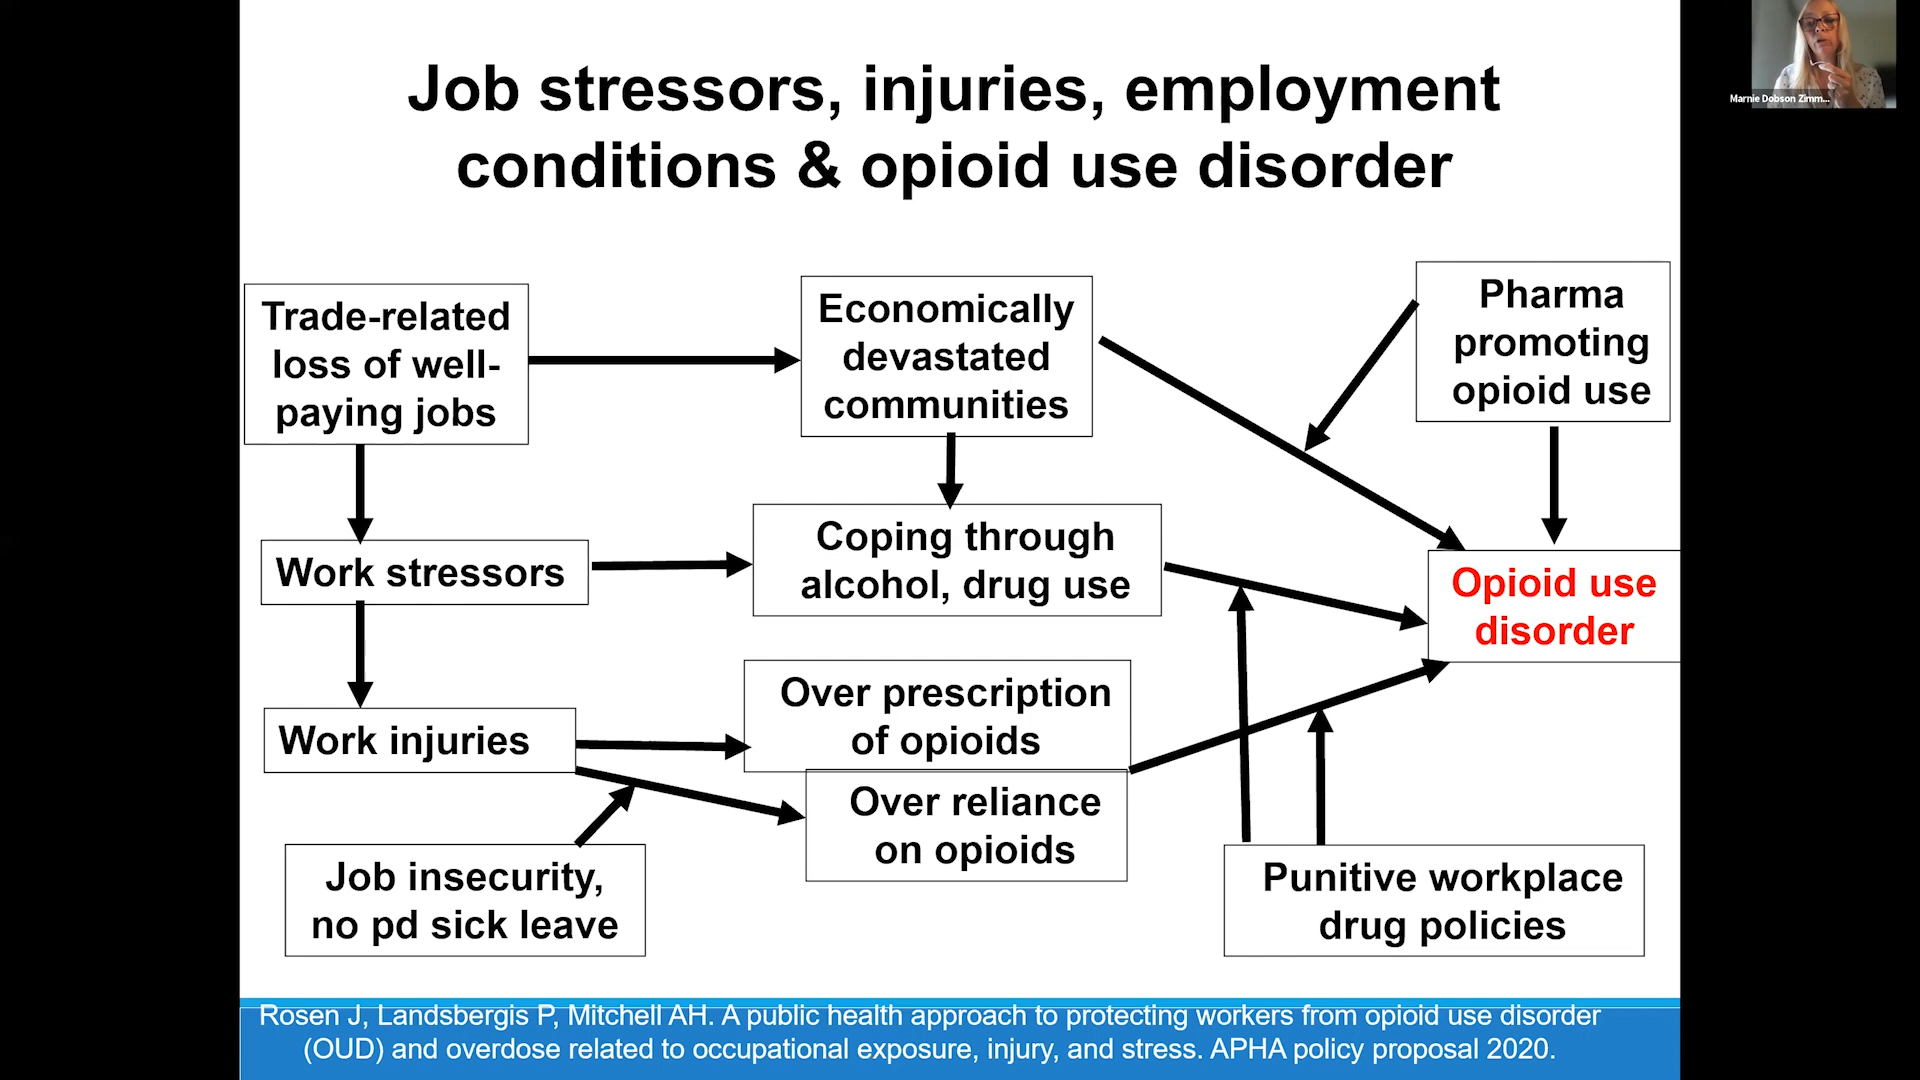 Job stressors, injuries, employment
conditions & opioid use disorder
Marnie Dobson Zimm...
Trade-related
loss of well-
paying jobs
Economically
devastated
communities
Pharma
promoting
opioid use
Work stressors
Coping through
alcohol, drug use
Opioid use
disorder
Work injuries
Over prescription
of opioids
Over reliance
on opioids
Job insecurity,
no pd sick leave
Punitive workplace
drug policies
Rosen J, Landsbergis P, Mitchell AH. A public health approach to protecting workers from opioid use disorder
(OUD) and overdose related to occupational exposure, injury, and stress. APHA policy proposal 2020.